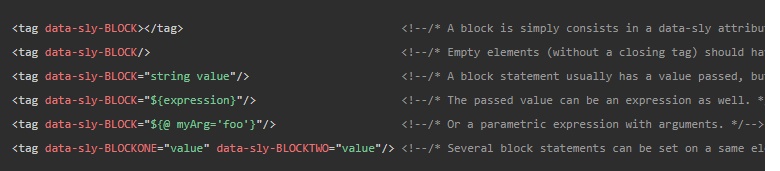 <tag data-sly-BLOCK></tag> <!--/* A block is simply consists in a data-sly
<tag data-sly-BLOCK/> <!--/* Empty elements (without a closing tag) should
<tag data-sly-BLOCK="string value"/> <!--/* A block statement usually has a value passed,
<tag data-sly-BLOCK="${expression}"/> <!--/* The passed value can be an expression as well. *
<tag data-sly-BLOCK="${@ myArg='foo'}"/> <!--/* Or a parametric expression with arguments. */-->
<tag data-sly-BLOCKONE="value" data-sly-BLOCKTWO="value"/> <!--/* Several block statements can be set on a same